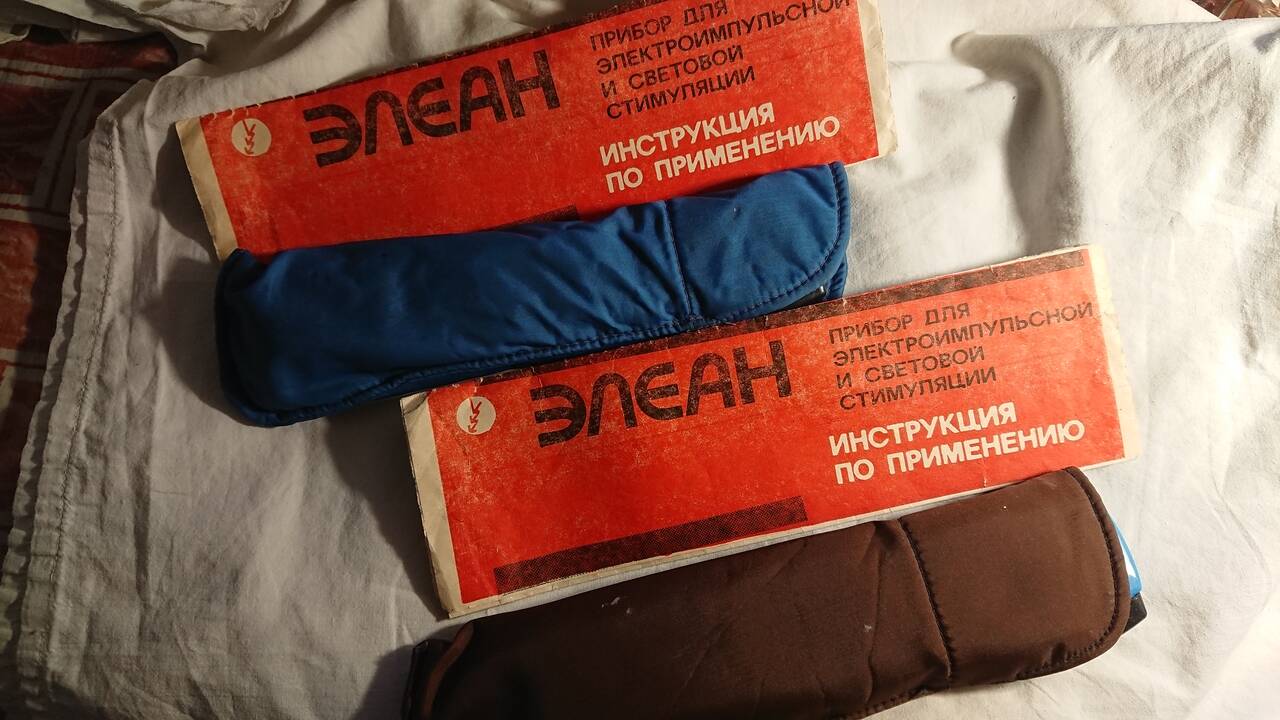 ЭЛЕАН
ПРИБОР ДЛЯ
ЭЛЕКТРОИМПУЛЬСНОЙ
И СВЕТОВОЙ
СТИМУЛЯЦИИ
ИНСТРУКЦИЯ
ПО ПРИМЕНЕНИЮ
ЭЛЕАН
ПРИБОР ДЛЯ
ЭЛЕКТРОИМПУЛЬСНОЙ
И СВЕТОВОЙ
СТИМУЛЯЦИИ
ИНСТРУКЦИЯ
ПО ПРИМЕНЕНИЮ